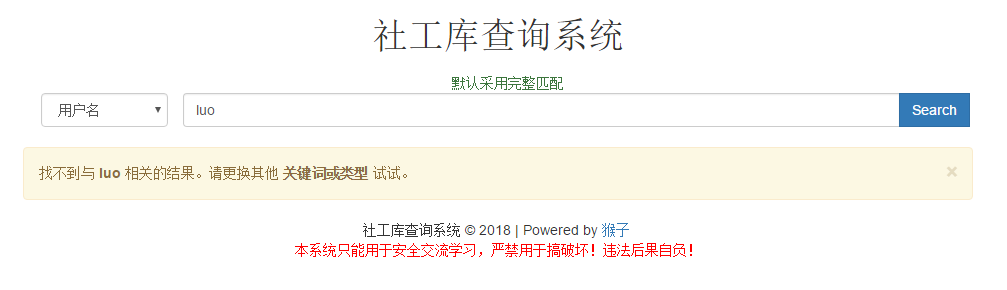 社工库查询系统
默认采用完整匹配
用户名 luo Search
找不到与 luo 相关的结果。请更换其他 关键词或类型 试试。 ×
社工库查询系统 © 2018 | Powered by 猴子
本系统只能用于安全交流学习，严禁用于搞破坏！违法后果自负！